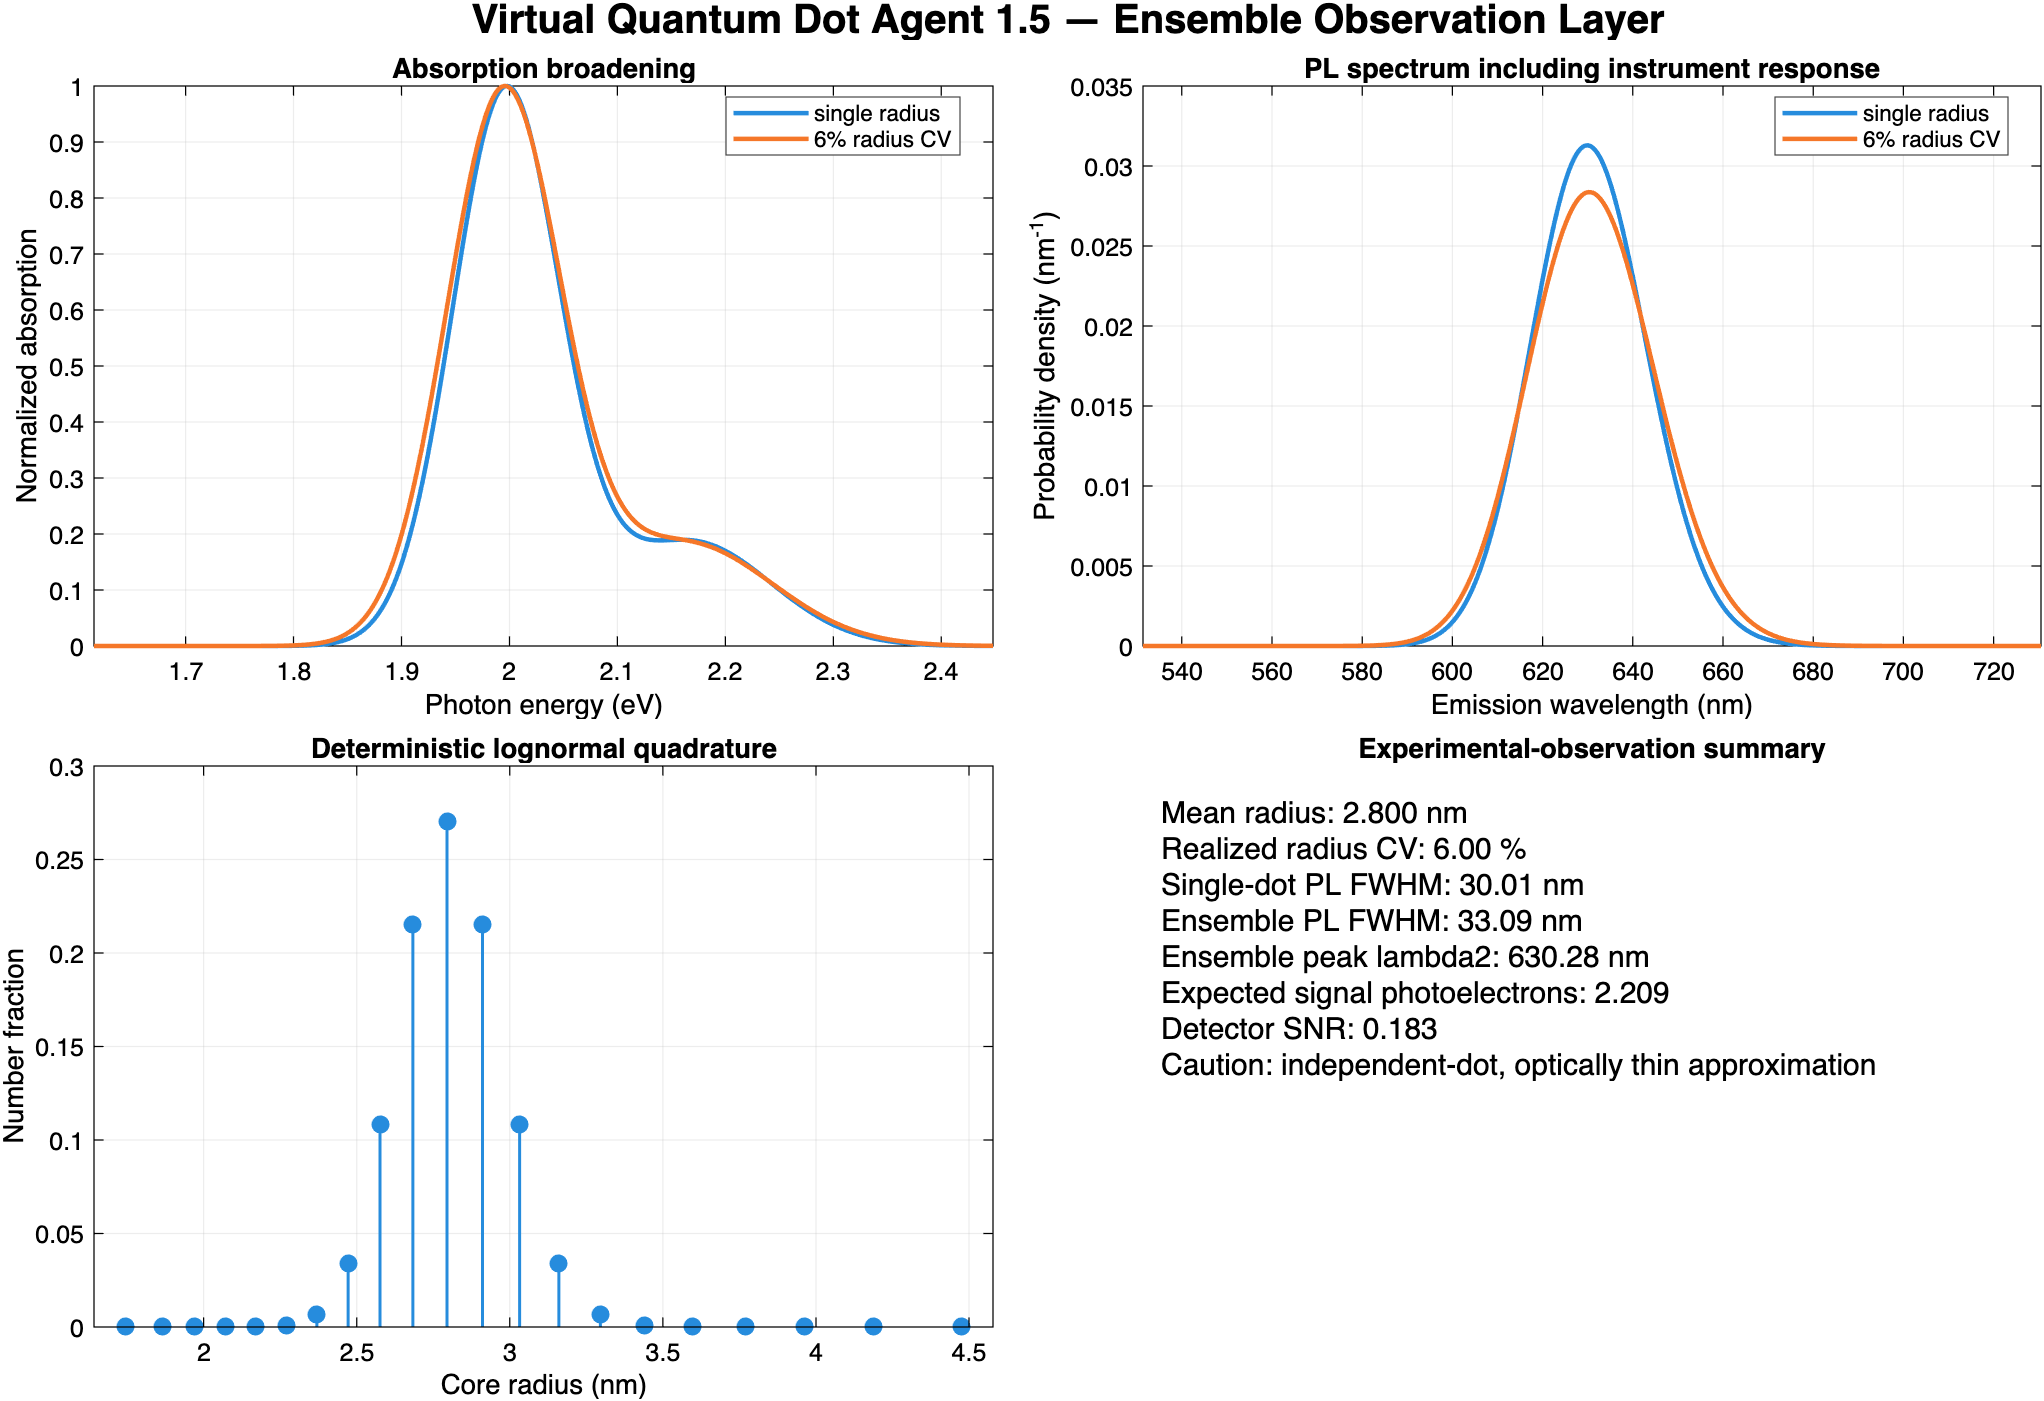 Virtual Quantum Dot Agent 1.5 — Ensemble Observation Layer
Absorption broadening
1
0.9
0.8
0.7
0.6
0.5
0.4
0.3
0.2
0.1
0
Normalized absorption
single radius
6% radius CV
1.7 1.8 1.9 2 2.1 2.2 2.3 2.4
Photon energy (eV)
PL spectrum including instrument response
0.035
0.03
0.025
0.02
0.015
0.01
0.005
0
Probability density (nm⁻¹)
single radius
6% radius CV
540 560 580 600 620 640 660 680 700 720
Emission wavelength (nm)
Deterministic lognormal quadrature
0.3
0.25
0.2
0.15
0.1
0.05
0
Number fraction
2 2.5 3 3.5 4 4.5
Core radius (nm)
Experimental-observation summary
Mean radius: 2.800 nm
Realized radius CV: 6.00 %
Single-dot PL FWHM: 30.01 nm
Ensemble PL FWHM: 33.09 nm
Ensemble peak lambda2: 630.28 nm
Expected signal photoelectrons: 2.209
Detector SNR: 0.183
Caution: independent-dot, optically thin approximation